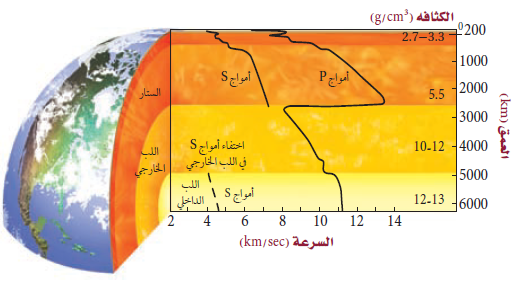 الكثافه (g/cm³)
0 200
2.7–3.3
1000
2000
5.5
3000
10-12
4000
5000
12-13
6000
العمق (km)
أمواج P
أمواج S
الستار
اختفاء أمواج S
في اللب الخارجي
اللب
الخارجي
أمواج S
اللب
الداخلي
2 4 6 8 10 12 14
السرعة (km/sec)